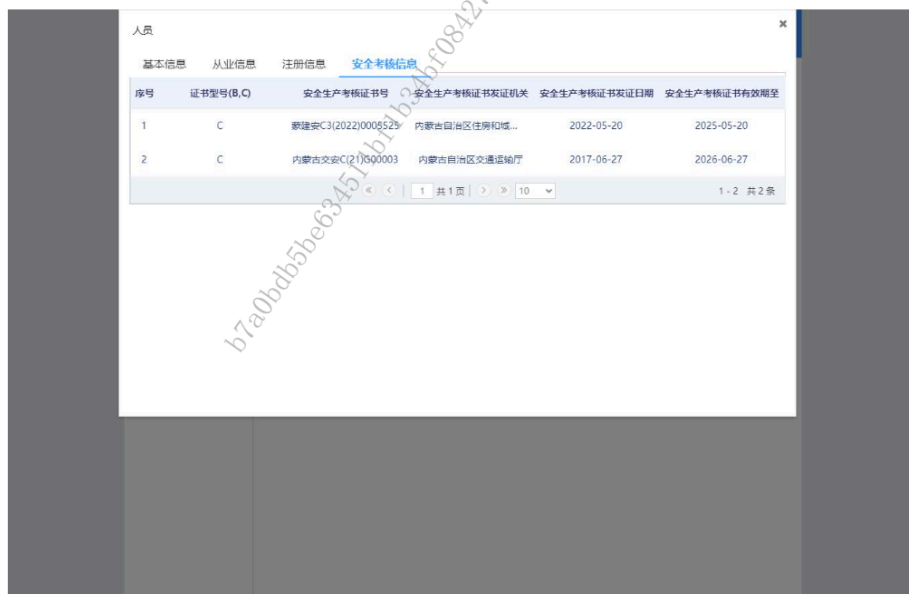 人员
×
基本信息 从业信息 注册信息 安全考核信息
序号 证书型号(B,C) 安全生产考核证书号 安全生产考核证书发证机关 安全生产考核证书发证日期 安全生产考核证书有效期至
1 C 蒙建安C3(2022)0005525 内蒙古自治区住房和城... 2022-05-20 2025-05-20
2 C 内蒙古交安C(21)G00003 内蒙古自治区交通运输厅 2017-06-27 2026-06-27
1 共1页 10 1 - 2 共2条